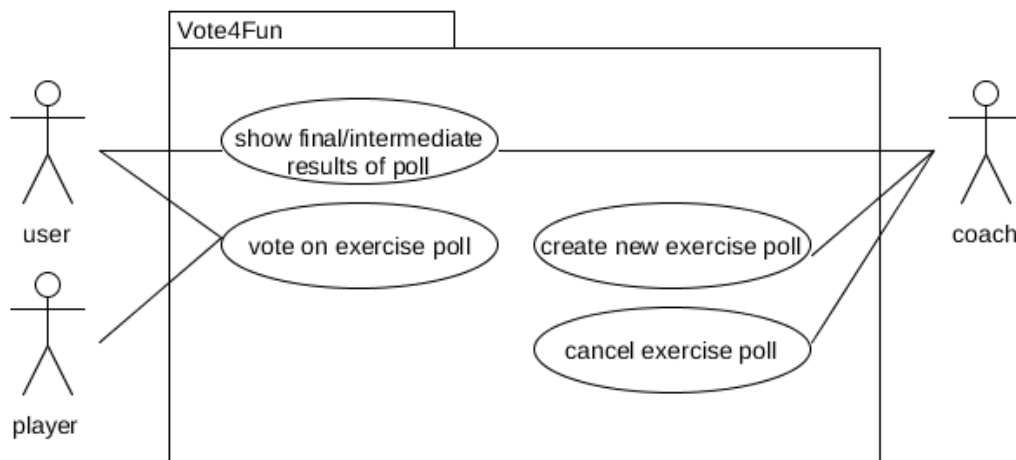 Vote4Fun
show final/intermediate
results of poll
user
vote on exercise poll
create new exercise poll
coach
cancel exercise poll
player